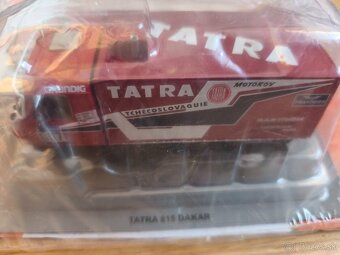 TATRA
GRUNDIG
TATRA
MOTOKOV
TCHECOSLOVAQUIE
TATRA 815 DAKAR